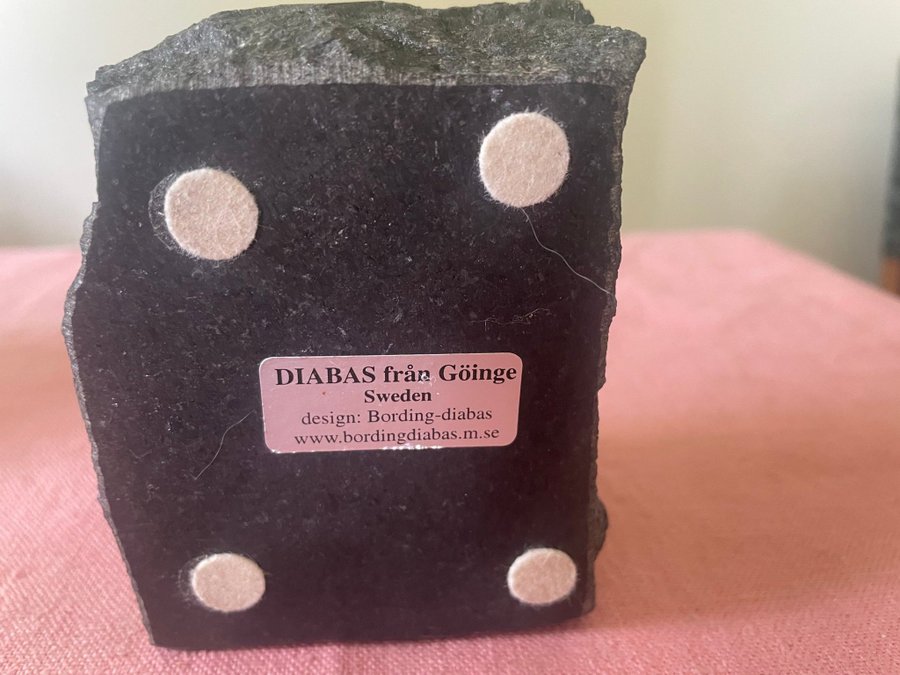 DIABAS från Göinge
Sweden
design: Bording-diabas
www.bordingdiabas.m.se